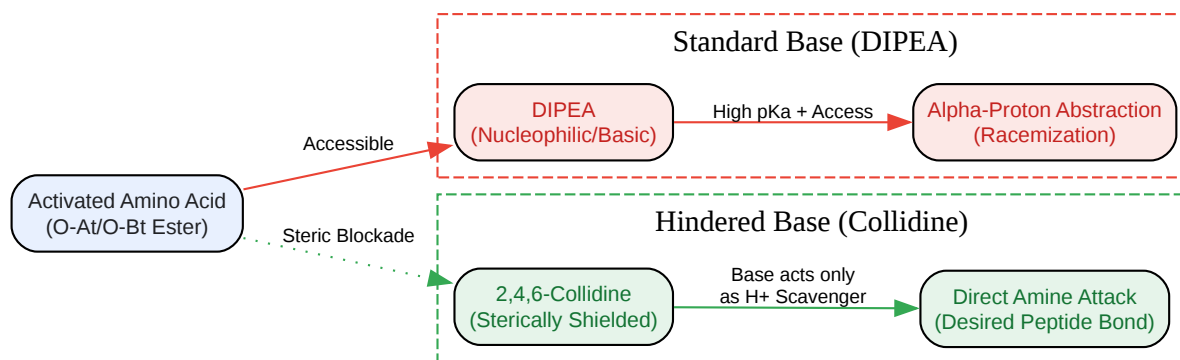 Standard Base (DIPEA)
DIPEA
(Nucleophilic/Basic)
High pKa + Access
Alpha-Proton Abstraction
(Racemization)
Accessible
Activated Amino Acid
(O-At/O-Bt Ester)
Steric Blockade
Hindered Base (Collidine)
2,4,6-Collidine
(Sterically Shielded)
Base acts only
as H+ Scavenger
Direct Amine Attack
(Desired Peptide Bond)